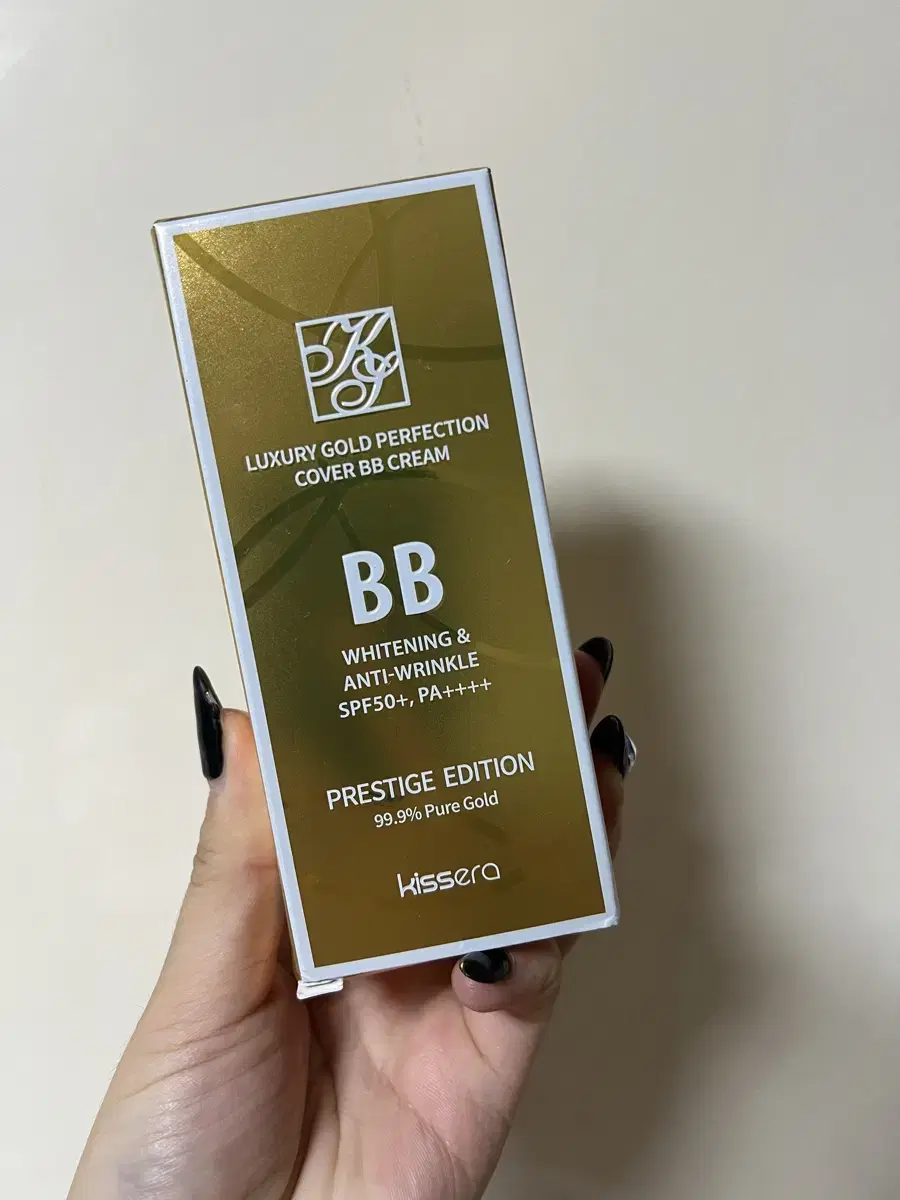 KS
LUXURY GOLD PERFECTION
COVER BB CREAM
BB
WHITENING &
ANTI-WRINKLE
SPF50+, PA++++
PRESTIGE EDITION
99.9% Pure Gold
kissera